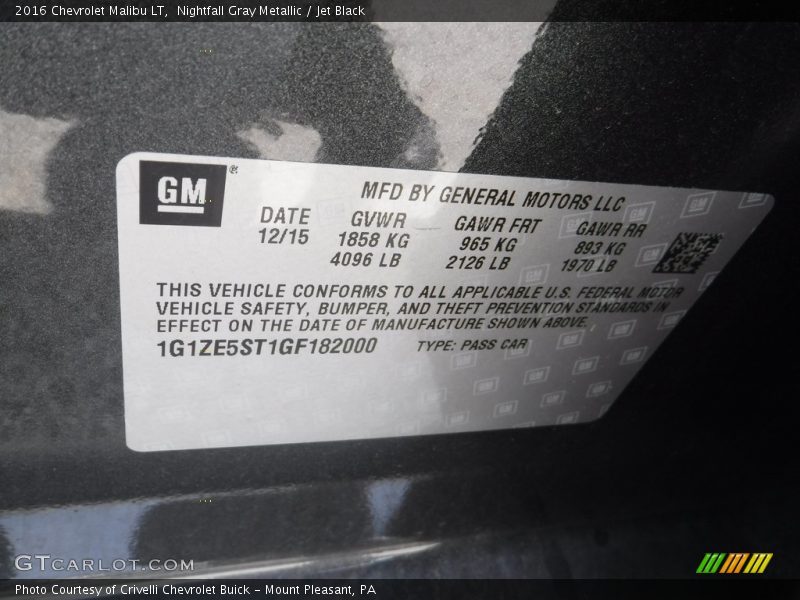 2016 Chevrolet Malibu LT, Nightfall Gray Metallic / Jet Black
GM®
MFD BY GENERAL MOTORS LLC
DATE GVWR GAWR FRT GAWR RR
12/15 1858 KG 965 KG 893 KG
4096 LB 2126 LB 1970 LB
THIS VEHICLE CONFORMS TO ALL APPLICABLE U.S. FEDERAL MOTOR
VEHICLE SAFETY, BUMPER, AND THEFT PREVENTION STANDARDS IN
EFFECT ON THE DATE OF MANUFACTURE SHOWN ABOVE.
1G1ZE5ST1GF182000 TYPE: PASS CAR
GTCARLOT.COM
Photo Courtesy of Crivelli Chevrolet Buick - Mount Pleasant, PA